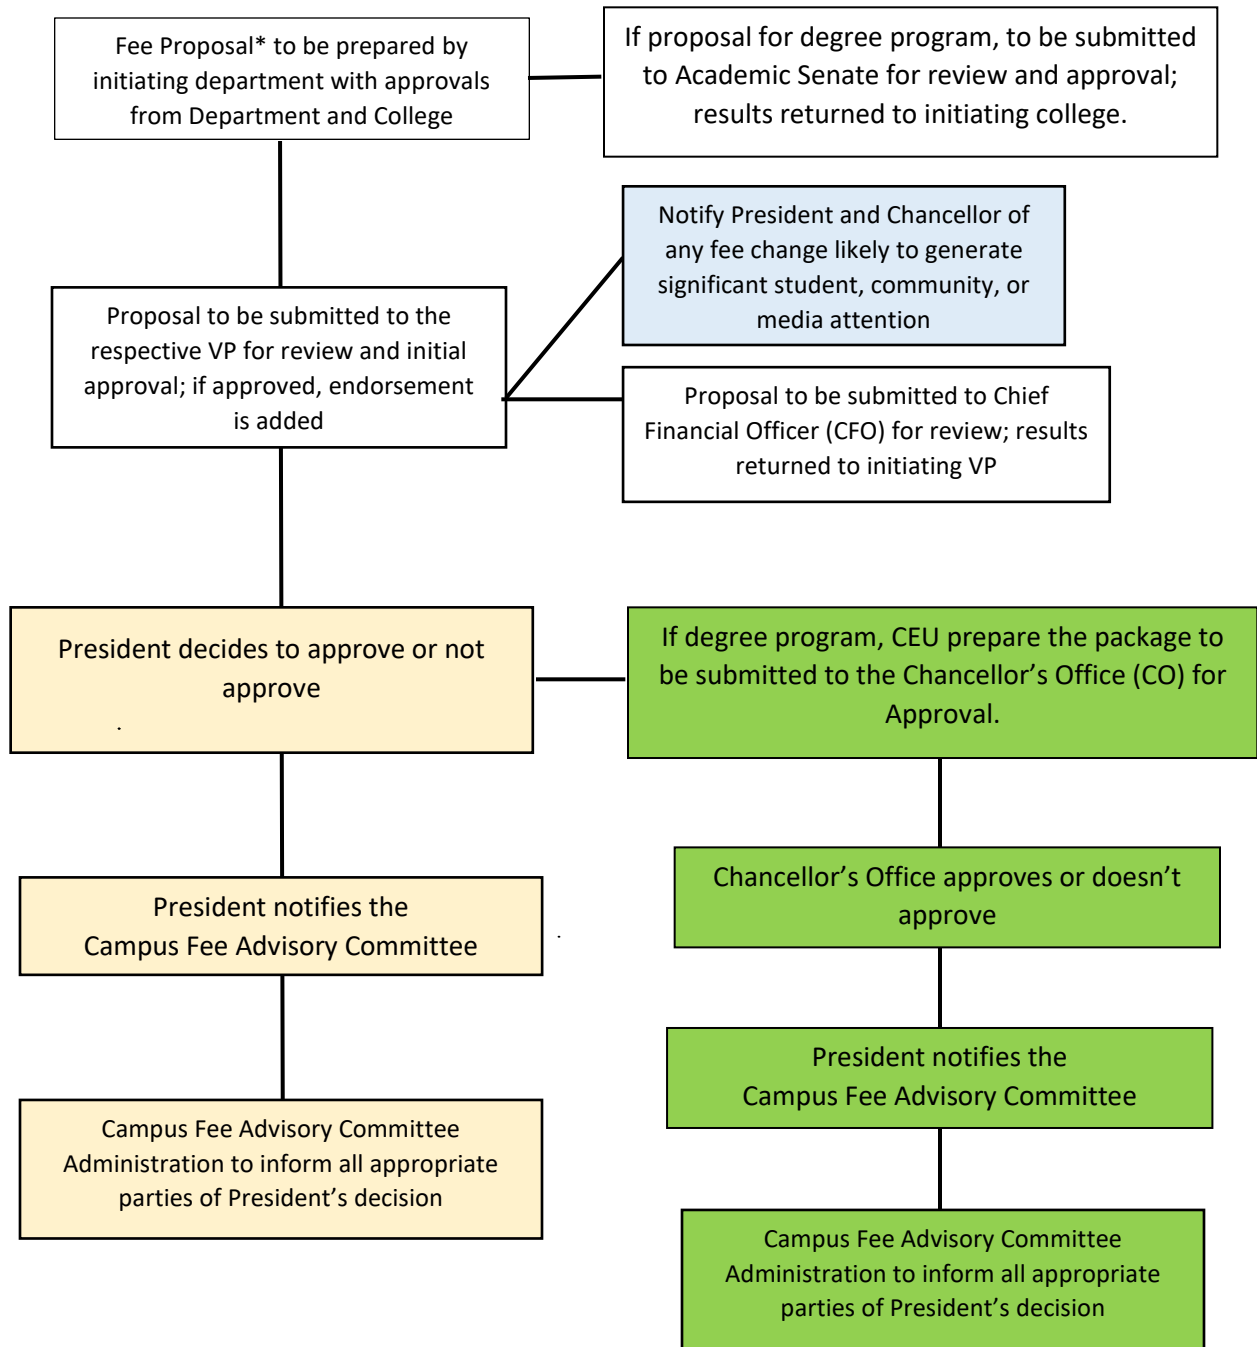 Fee Proposal* to be prepared by
initiating department with approvals
from Department and College
If proposal for degree program, to be submitted
to Academic Senate for review and approval;
results returned to initiating college.
Notify President and Chancellor of
any fee change likely to generate
significant student, community, or
media attention
Proposal to be submitted to the
respective VP for review and initial
approval; if approved, endorsement
is added
Proposal to be submitted to Chief
Financial Officer (CFO) for review; results
returned to initiating VP
President decides to approve or not
approve
.
If degree program, CEU prepare the package to
be submitted to the Chancellor’s Office (CO) for
Approval.
Chancellor’s Office approves or doesn’t
approve
President notifies the
Campus Fee Advisory Committee
.
President notifies the
Campus Fee Advisory Committee
Campus Fee Advisory Committee
Administration to inform all appropriate
parties of President’s decision
Campus Fee Advisory Committee
Administration to inform all appropriate
parties of President’s decision